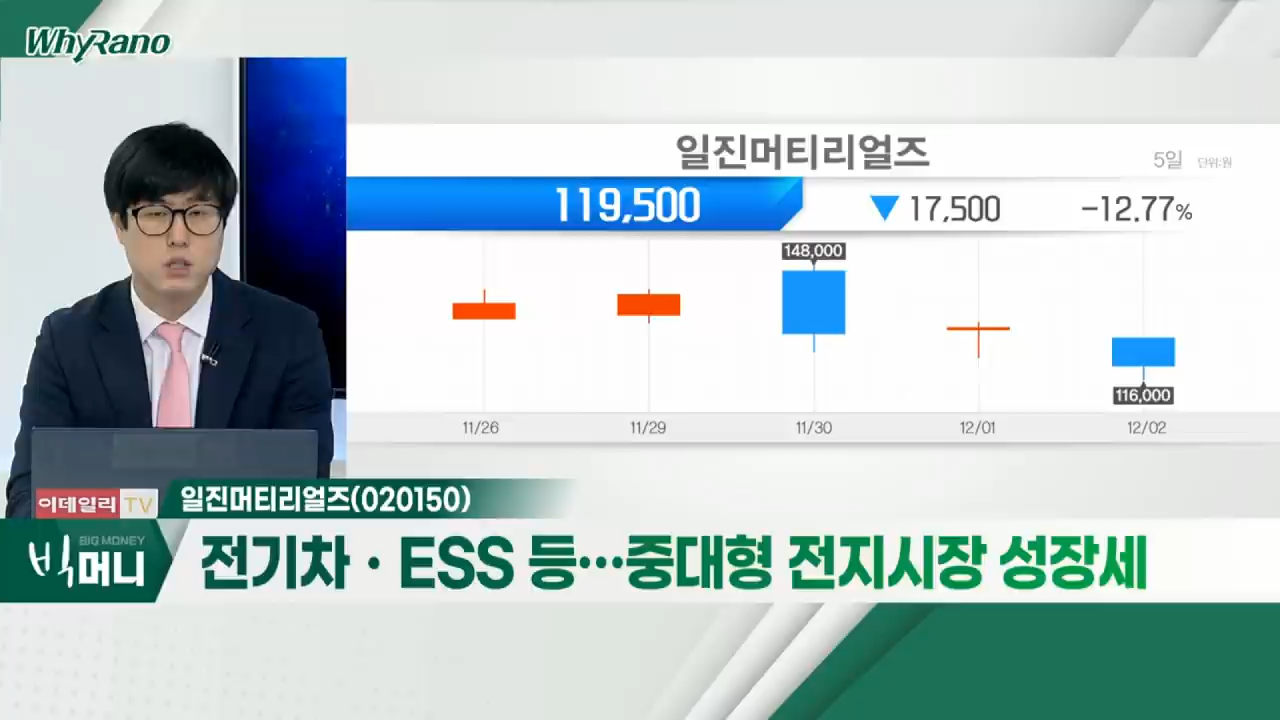 WhyRano
일진머티리얼즈
5일 단위:원
119,500 ▼ 17,500 -12.77%
148,000
116,000
11/26 11/29 11/30 12/01 12/02
이데일리 TV 일진머티리얼즈(020150)
BIG MONEY
빅머니
전기차·ESS 등…중대형 전지시장 성장세